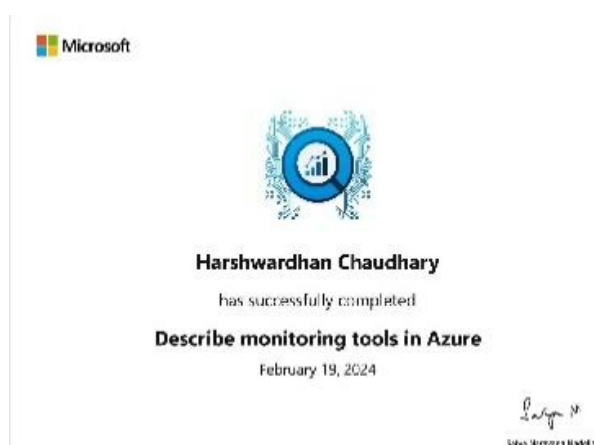 Microsoft
Harshwardhan Chaudhary
has successfully completed
Describe monitoring tools in Azure
February 19, 2024